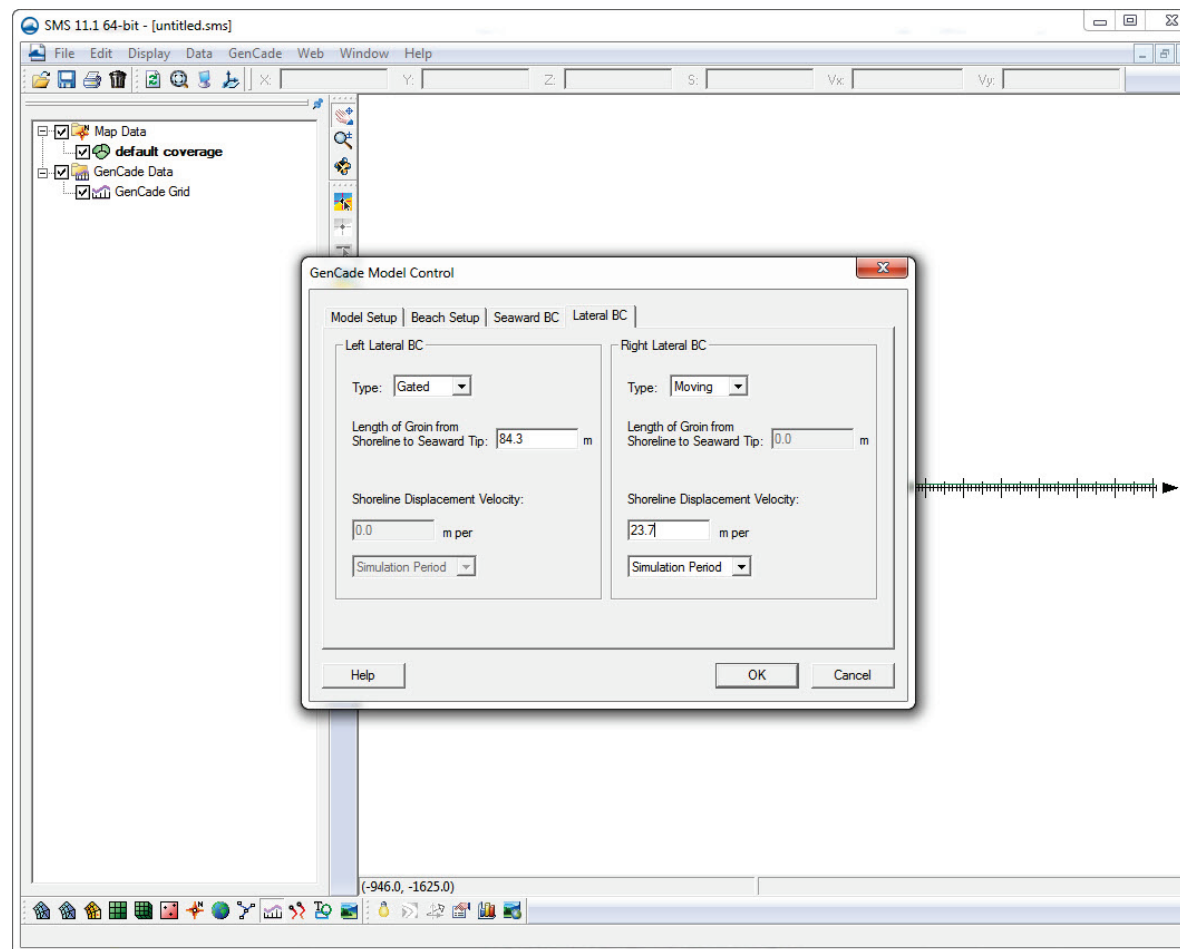 SMS 11.1 64-bit - [untitled.sms]
File Edit Display Data GenCade Web Window Help
X: Y: Z: S: Vx: Vy:
Map Data
default coverage
GenCade Data
GenCade Grid
GenCade Model Control
Model Setup Beach Setup Seaward BC Lateral BC
Left Lateral BC Right Lateral BC
Type: Gated Type: Moving
Length of Groin from Length of Groin from
Shoreline to Seaward Tip: 84.3 m Shoreline to Seaward Tip: 0.0 m
Shoreline Displacement Velocity: Shoreline Displacement Velocity:
0.0 m per 23.7 m per
Simulation Period Simulation Period
Help OK Cancel
(-946.0, -1625.0)